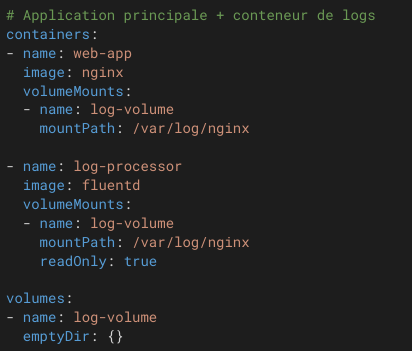 # Application principale + conteneur de logs
containers:
- name: web-app
  image: nginx
  volumeMounts:
  - name: log-volume
    mountPath: /var/log/nginx

- name: log-processor
  image: fluentd
  volumeMounts:
  - name: log-volume
    mountPath: /var/log/nginx
    readOnly: true

volumes:
- name: log-volume
  emptyDir: {}